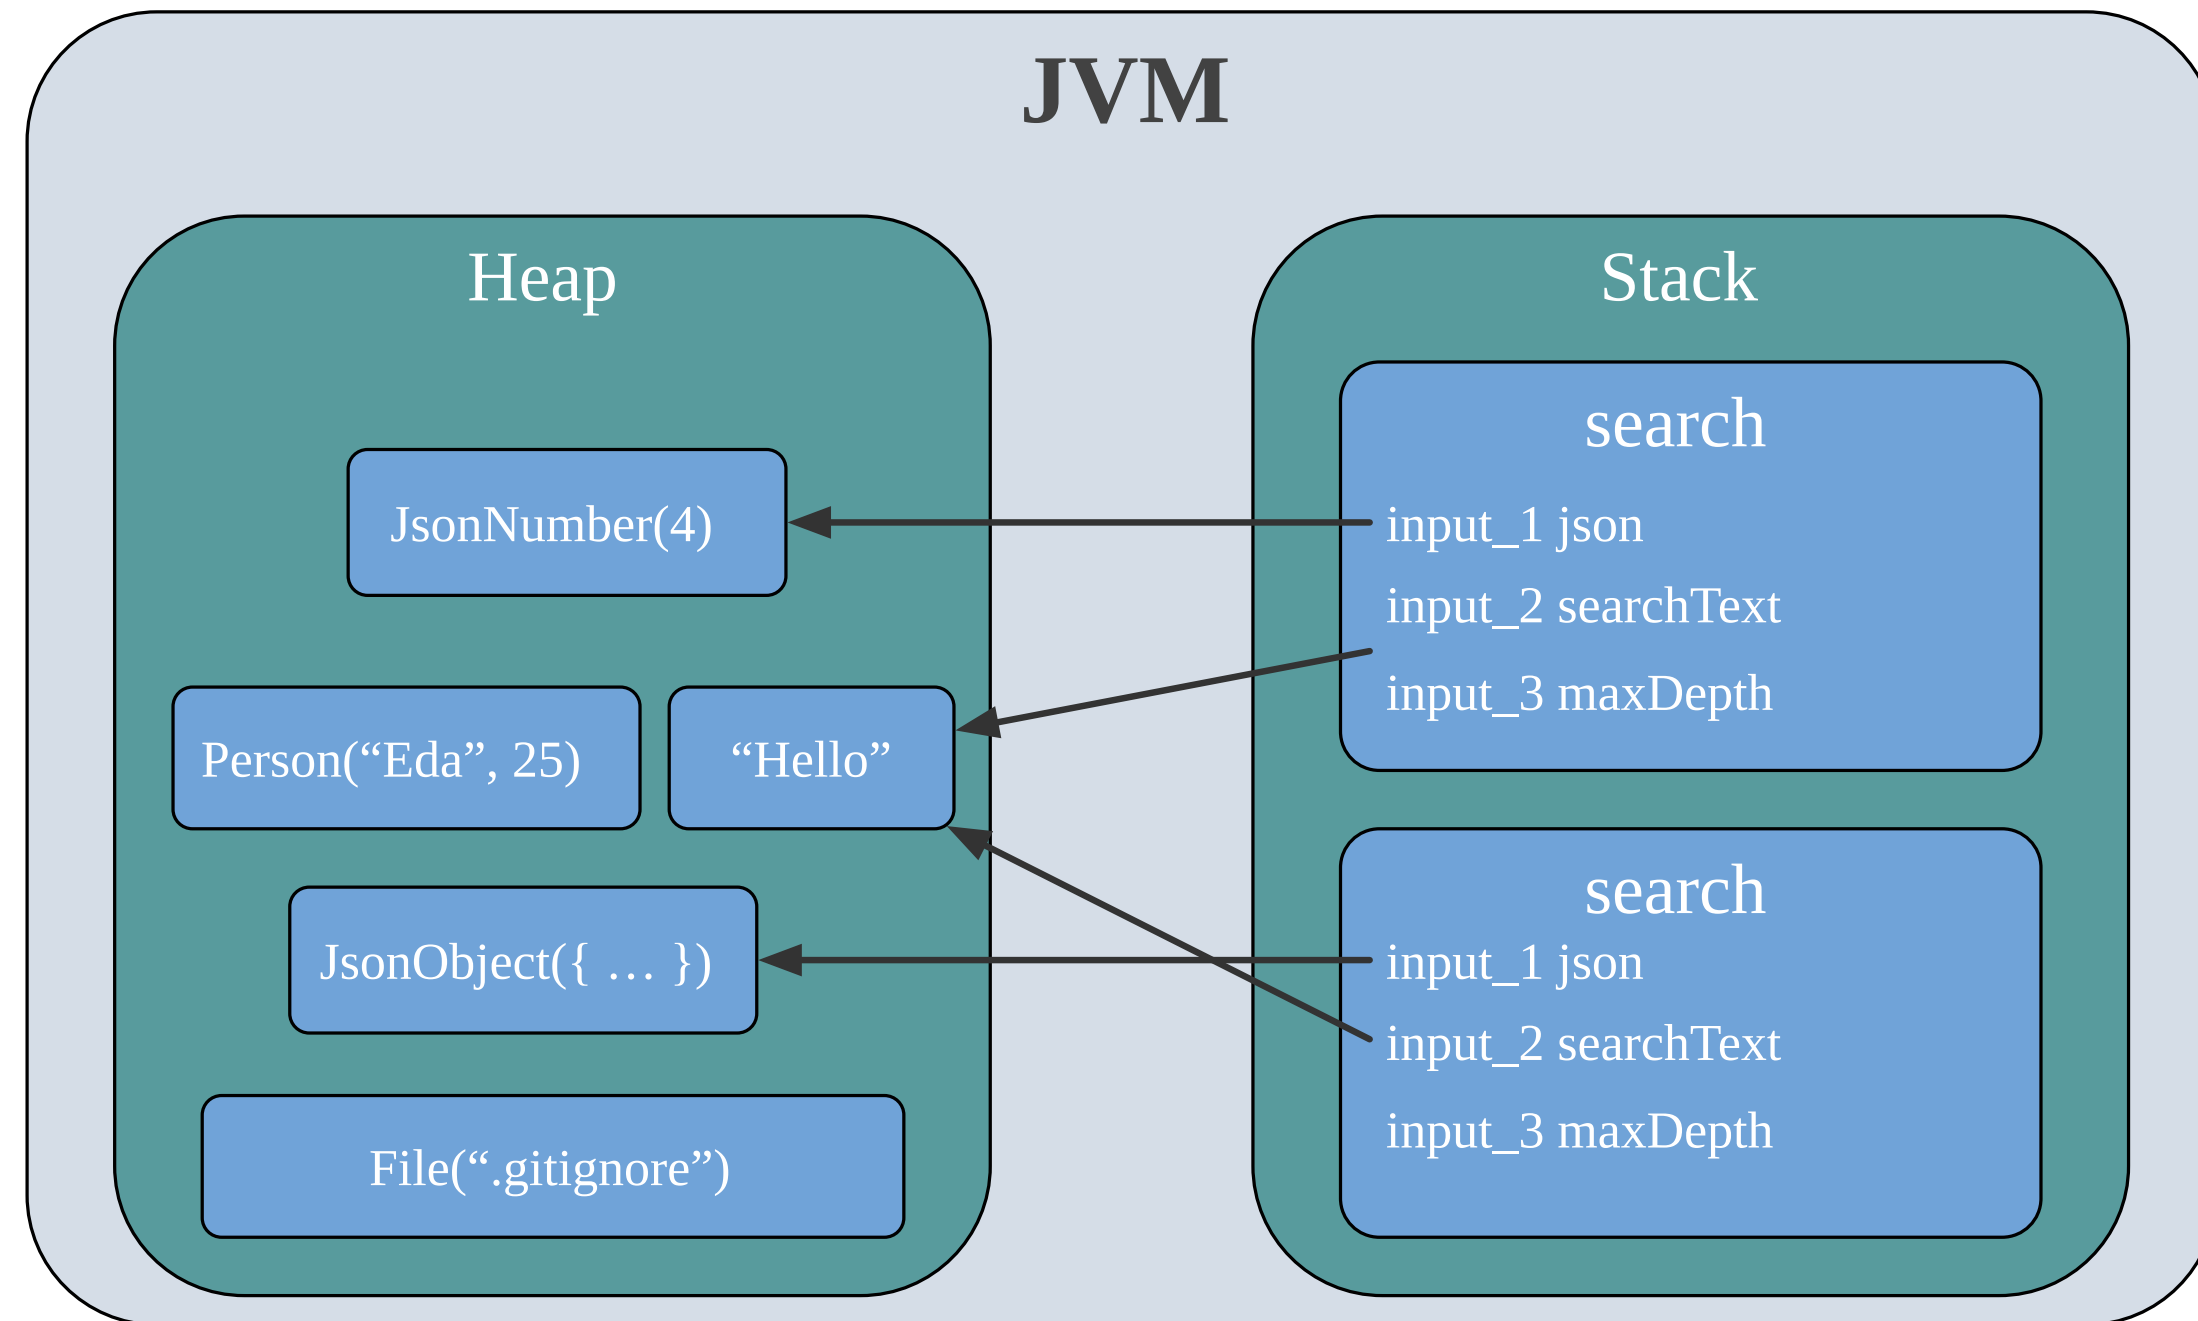 JVM
Heap
JsonNumber(4)
Person(“Eda”, 25)
“Hello”
JsonObject({ … })
File(“.gitignore”)
Stack
search
input_1 json
input_2 searchText
input_3 maxDepth
search
input_1 json
input_2 searchText
input_3 maxDepth